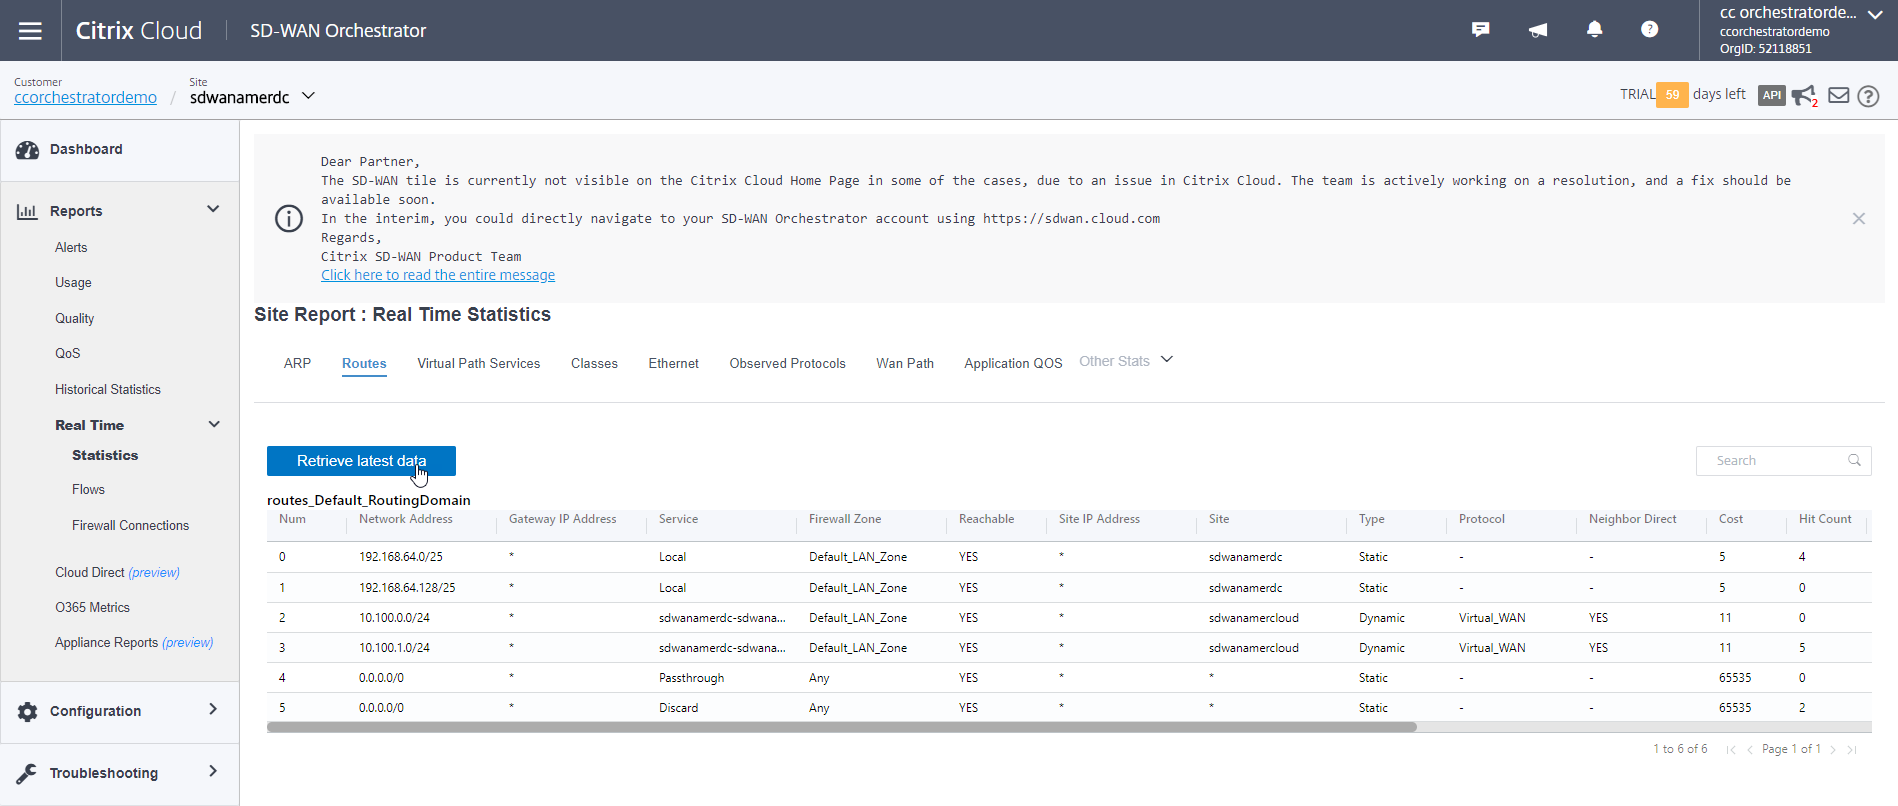 Citrix Cloud
SD-WAN Orchestrator
cc orchestratorde...
ccorchestratordemo
OrgID: 52118851
Customer
ccorchestratordemo
/
Site
sdwanamerdc
TRIAL 59 days left
API
2
Dashboard
Reports
Alerts
Usage
Quality
QoS
Historical Statistics
Real Time
Statistics
Flows
Firewall Connections
Cloud Direct (preview)
O365 Metrics
Appliance Reports (preview)
Configuration
Troubleshooting
Dear Partner,
The SD-WAN tile is currently not visible on the Citrix Cloud Home Page in some of the cases, due to an issue in Citrix Cloud. The team is actively working on a resolution, and a fix should be
available soon.
In the interim, you could directly navigate to your SD-WAN Orchestrator account using https://sdwan.cloud.com
Regards,
Citrix SD-WAN Product Team
Click here to read the entire message
Site Report : Real Time Statistics
ARP Routes Virtual Path Services Classes Ethernet Observed Protocols Wan Path Application QOS Other Stats
Retrieve latest data
Search
routes_Default_RoutingDomain
Num Network Address Gateway IP Address Service Firewall Zone Reachable Site IP Address Site Type Protocol Neighbor Direct Cost Hit Count
0 192.168.64.0/25 * Local Default_LAN_Zone YES * sdwanamerdc Static - - 5 4
1 192.168.64.128/25 * Local Default_LAN_Zone YES * sdwanamerdc Static - - 5 0
2 10.100.0.0/24 * sdwanamerdc-sdwana... Default_LAN_Zone YES * sdwanamercloud Dynamic Virtual_WAN YES 11 0
3 10.100.1.0/24 * sdwanamerdc-sdwana... Default_LAN_Zone YES * sdwanamercloud Dynamic Virtual_WAN YES 11 5
4 0.0.0.0/0 * Passthrough Any YES * * Static - - 65535 0
5 0.0.0.0/0 * Discard Any YES * * Static - - 65535 2
1 to 6 of 6 Page 1 of 1